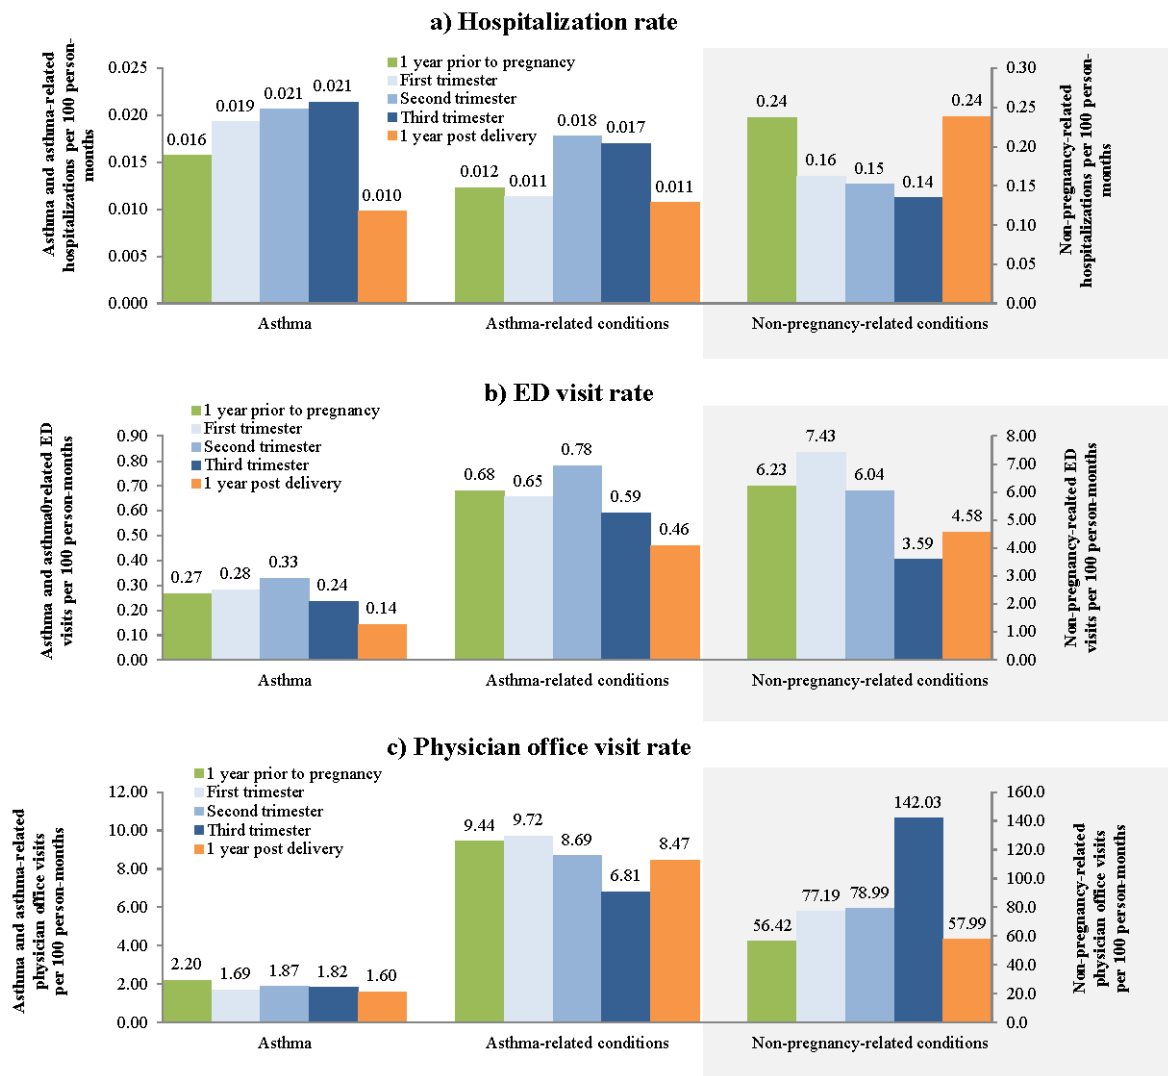 a) Hospitalization rate
Asthma and asthma-related
hospitalizations per 100 person-
months
0.025
0.020
0.015
0.010
0.005
0.000
1 year prior to pregnancy
First trimester
Second trimester
Third trimester
1 year post delivery
0.016
0.019
0.021
0.021
0.010
0.012
0.011
0.018
0.017
0.011
0.24
0.16
0.15
0.14
0.24
0.30
0.25
0.20
0.15
0.10
0.05
0.00
Non-pregnancy-related
hospitalizations per 100 person-
months
Asthma
Asthma-related conditions
Non-pregnancy-related conditions
b) ED visit rate
Asthma and asthma0related ED
visits per 100 person-months
0.90
0.80
0.70
0.60
0.50
0.40
0.30
0.20
0.10
0.00
1 year prior to pregnancy
First trimester
Second trimester
Third trimester
1 year post delivery
0.27
0.28
0.33
0.24
0.14
0.68
0.65
0.78
0.59
0.46
6.23
7.43
6.04
3.59
4.58
8.00
7.00
6.00
5.00
4.00
3.00
2.00
1.00
0.00
Non-pregnancy-realted ED
visits per 100 person-months
Asthma
Asthma-related conditions
Non-pregnancy-related conditions
c) Physician office visit rate
Asthma and asthma-related
physician office visits
per 100 person-months
12.00
10.00
8.00
6.00
4.00
2.00
0.00
1 year prior to pregnancy
First trimester
Second trimester
Third trimester
1 year post delivery
2.20
1.69
1.87
1.82
1.60
9.44
9.72
8.69
6.81
8.47
56.42
77.19
78.99
142.03
57.99
160.0
140.0
120.0
100.0
80.0
60.0
40.0
20.0
0.0
Non-pregnancy-related
physician office visits
per 100 person-months
Asthma
Asthma-related conditions
Non-pregnancy-related conditions